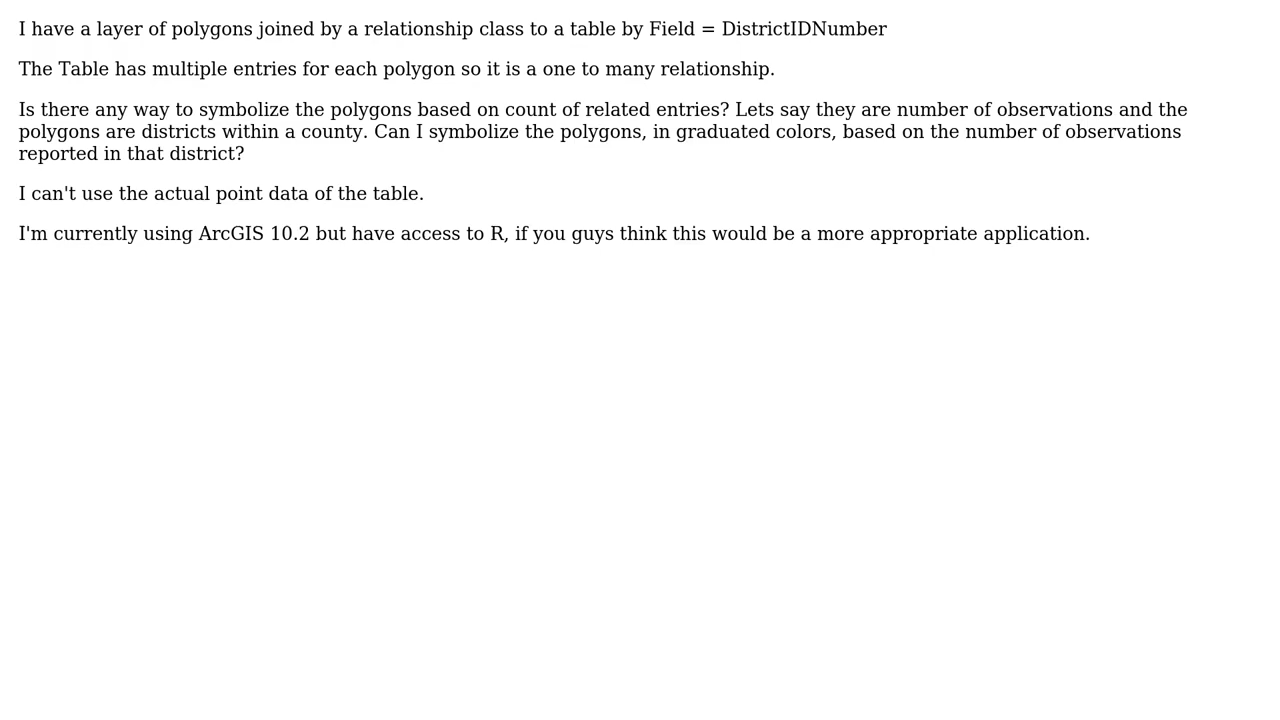 I have a layer of polygons joined by a relationship class to a table by Field = DistrictIDNumber
The Table has multiple entries for each polygon so it is a one to many relationship.
Is there any way to symbolize the polygons based on count of related entries? Lets say they are number of observations and the
polygons are districts within a county. Can I symbolize the polygons, in graduated colors, based on the number of observations
reported in that district?
I can't use the actual point data of the table.
I'm currently using ArcGIS 10.2 but have access to R, if you guys think this would be a more appropriate application.